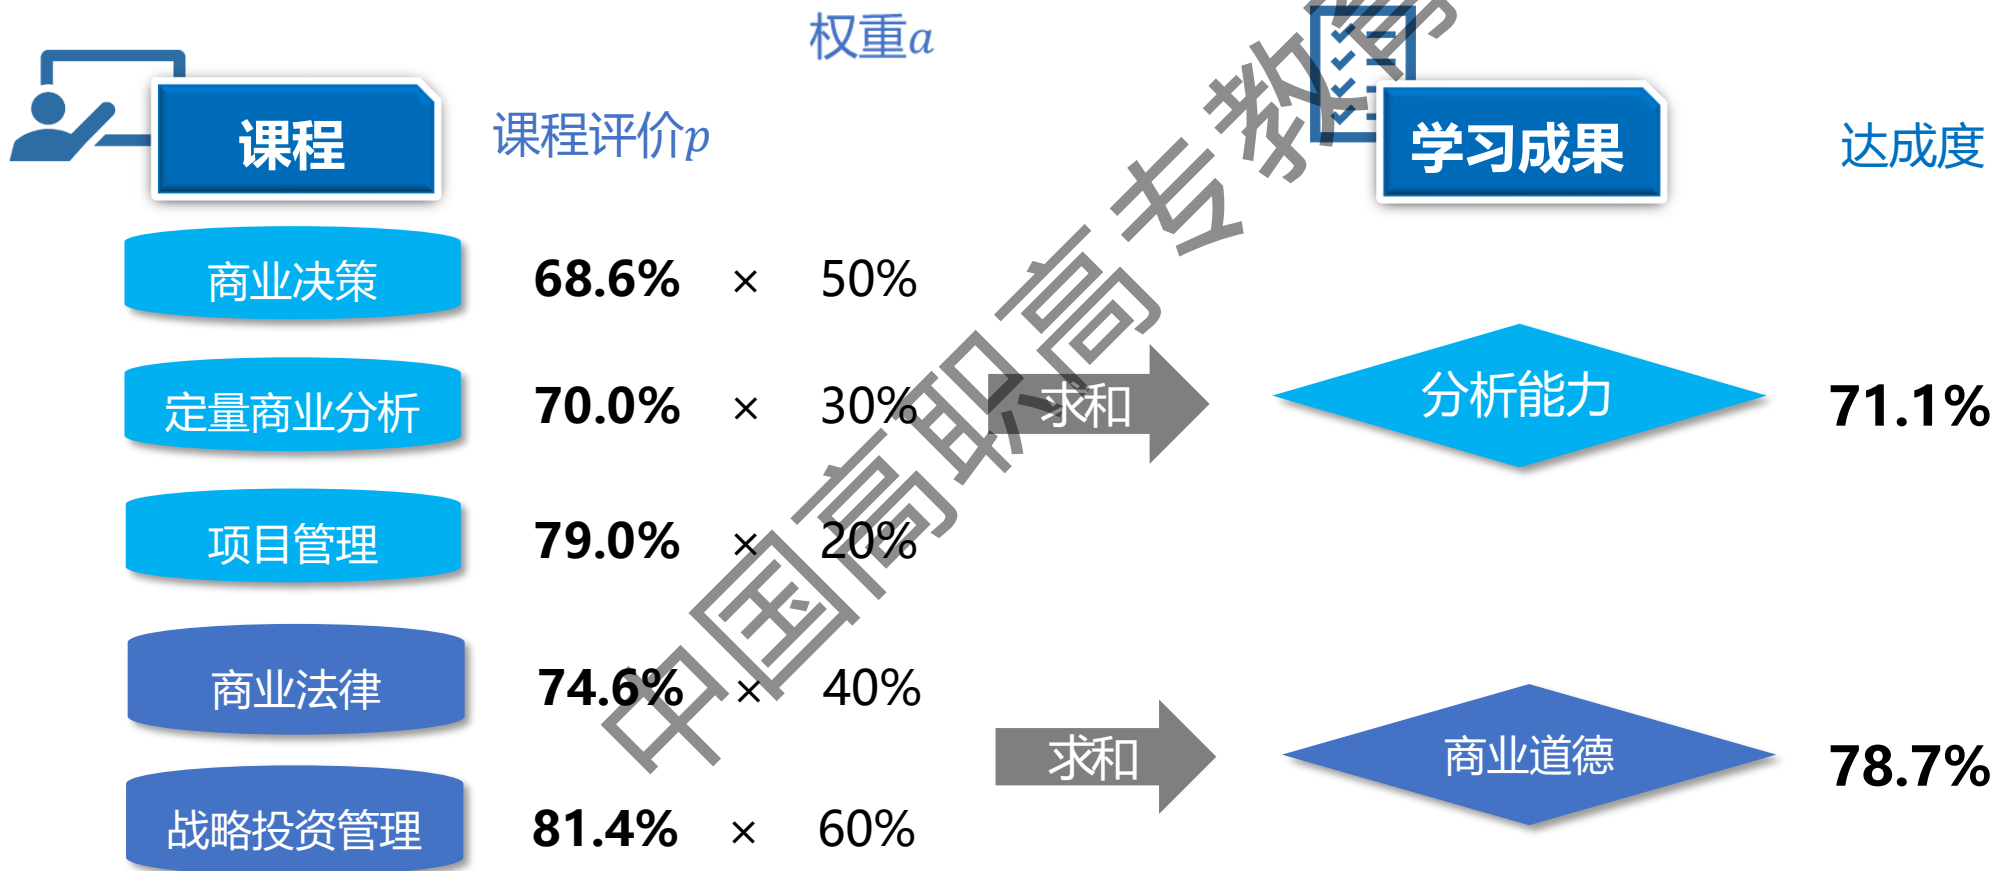 权重a
课程
课程评价p
学习成果
达成度
商业决策
68.6% × 50%
定量商业分析
70.0% × 30%
求和
分析能力
71.1%
项目管理
79.0% × 20%
商业法律
74.6% × 40%
求和
商业道德
78.7%
战略投资管理
81.4% × 60%
中国高职高专教育